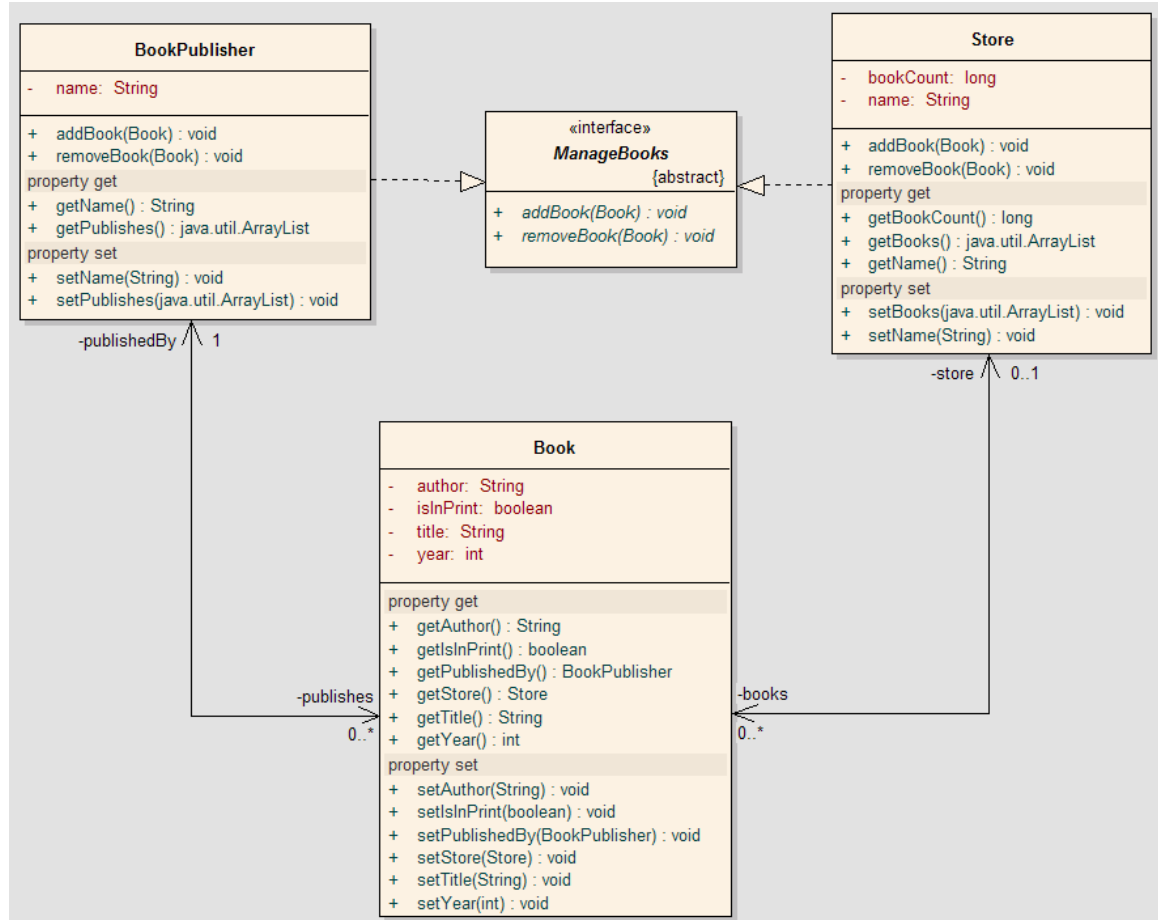 BookPublisher
- name: String
+ addBook(Book) : void
+ removeBook(Book) : void
property get
+ getName() : String
+ getPublishes() : java.util.ArrayList
property set
+ setName(String) : void
+ setPublishes(java.util.ArrayList) : void
«interface»
ManageBooks
{abstract}
+ addBook(Book) : void
+ removeBook(Book) : void
Store
- bookCount: long
- name: String
+ addBook(Book) : void
+ removeBook(Book) : void
property get
+ getBookCount() : long
+ getBooks() : java.util.ArrayList
+ getName() : String
property set
+ setBooks(java.util.ArrayList) : void
+ setName(String) : void
-publishedBy 1
-store 0..1
Book
- author: String
- isInPrint: boolean
- title: String
- year: int
property get
+ getAuthor() : String
+ getIsInPrint() : boolean
+ getPublishedBy() : BookPublisher
+ getStore() : Store
+ getTitle() : String
+ getYear() : int
property set
+ setAuthor(String) : void
+ setIsInPrint(boolean) : void
+ setPublishedBy(BookPublisher) : void
+ setStore(Store) : void
+ setTitle(String) : void
+ setYear(int) : void
-publishes
0..*
-books
0..*